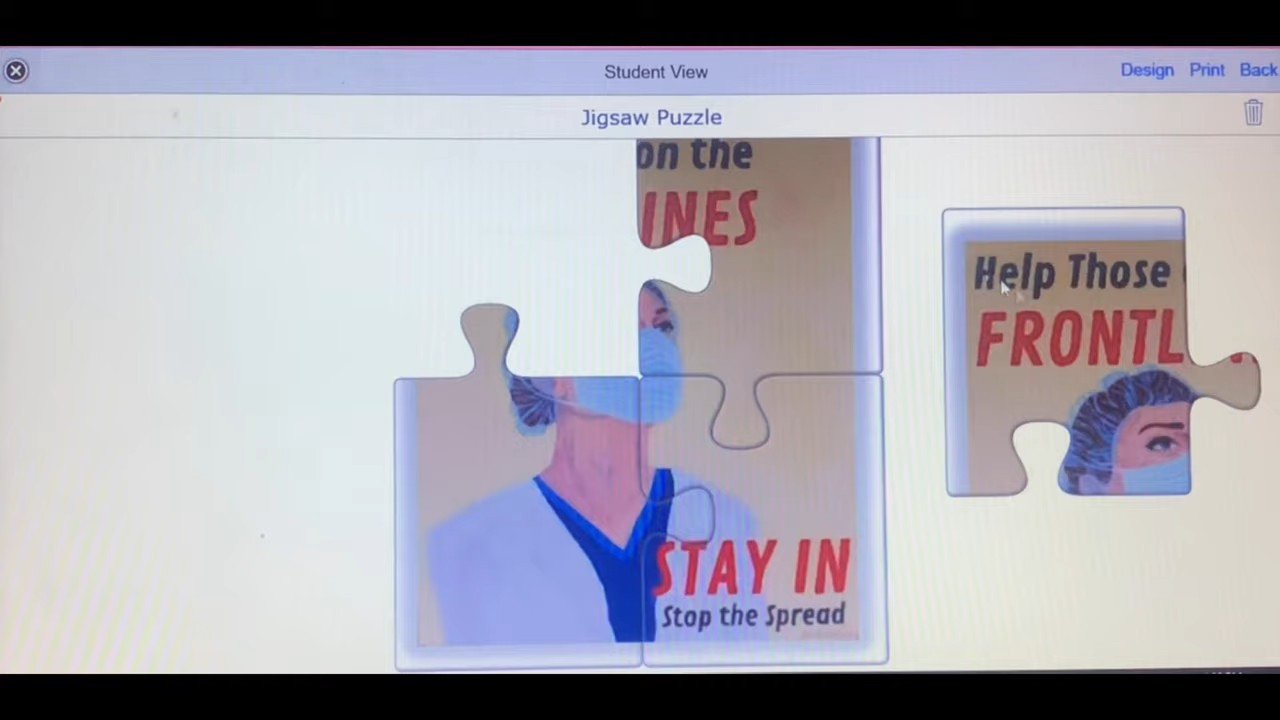 Student View
Design Print Back
Jigsaw Puzzle
on the
INES
Help Those
FRONTL
STAY IN
Stop the Spread